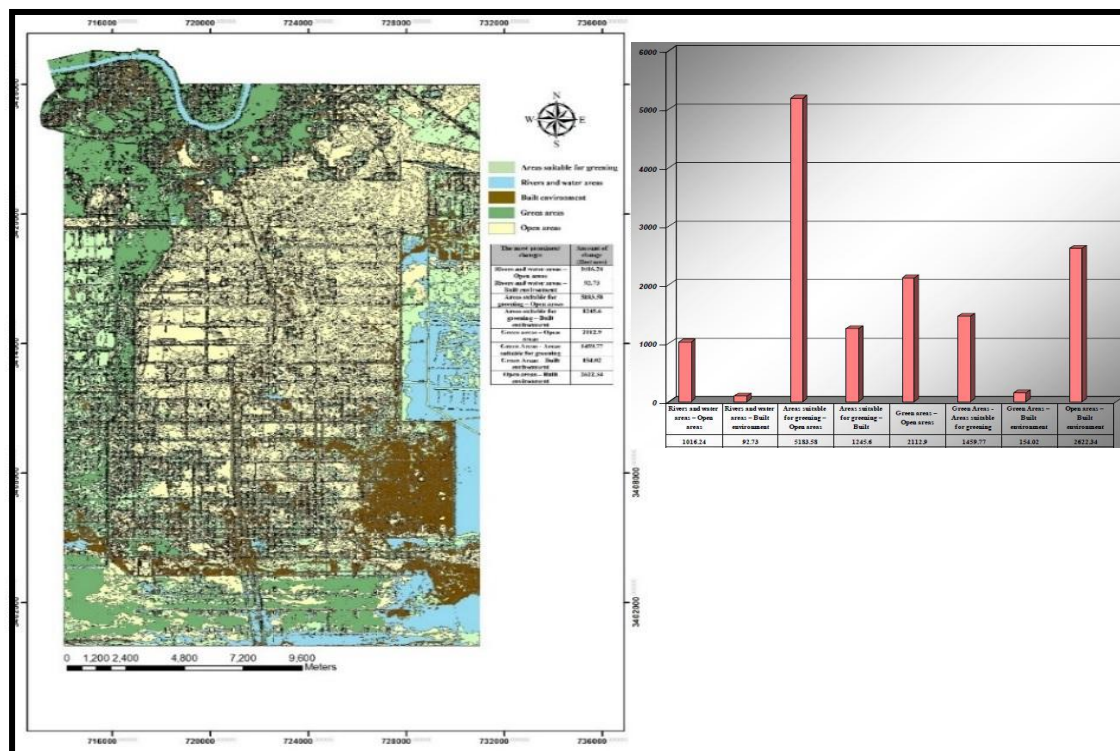 716000 720000 724000 728000 732000 736000
N
W E
S
Areas suitable for greening
Rivers and water areas
Built environment
Green areas
Open areas
The most prominent changes
Amount of change
Rivers and water areas – Open areas 1016.24
Rivers and water areas – Built environment 92.73
Areas suitable for greening – Open areas 5183.58
Areas suitable for greening – Built environment 1245.6
Green areas – Open areas 2112.9
Green Areas - Areas suitable for greening 1459.77
Green Areas – Built environment 154.02
Open areas – Built environment 2622.34
3408000
3402000
0 1,200 2,400 4,800 7,200 9,600
Meters
716000 720000 724000 728000 732000 736000
3408000
3402000
6000
5000
4000
3000
2000
1000
0
Rivers and water areas – Open areas
Rivers and water areas – Built environment
Areas suitable for greening – Open areas
Areas suitable for greening – Built
Green areas – Open areas
Green Areas - Areas suitable for greening
Green Areas – Built environment
Open areas – Built environment
1016.24 92.73 5183.58 1245.6 2112.9 1459.77 154.02 2622.34